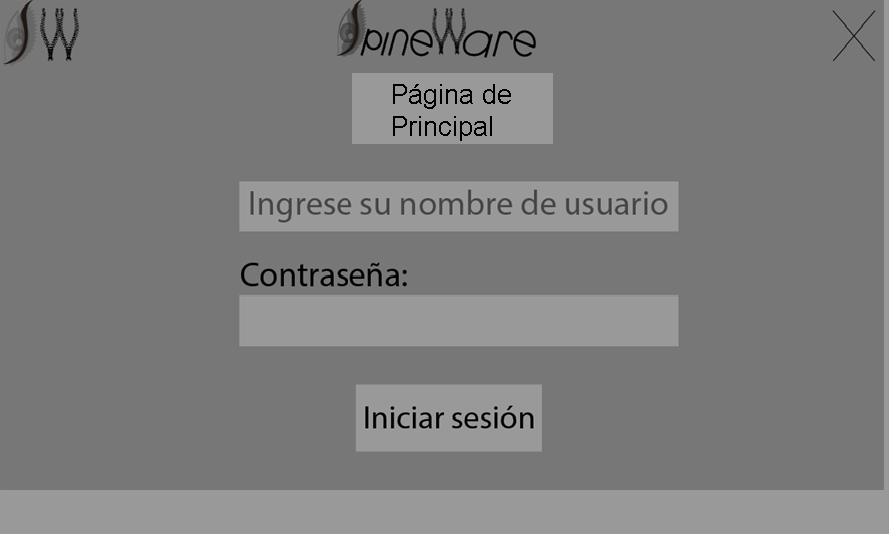 SW
SpineWare
Página de
Principal
Ingrese su nombre de usuario
Contraseña:
Iniciar sesión